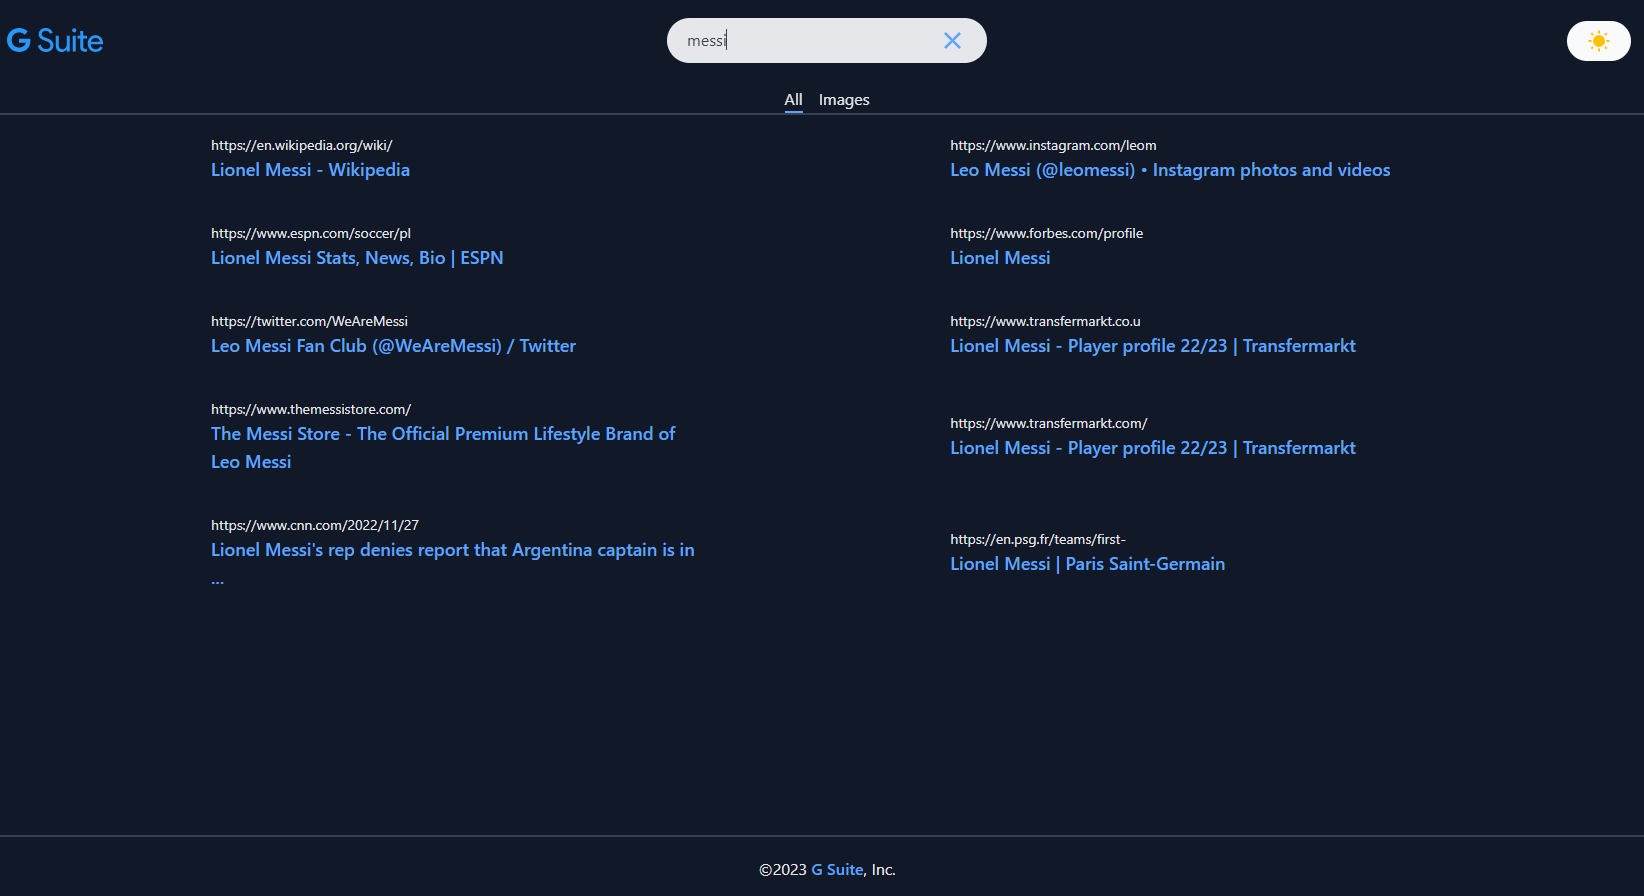 G Suite
messi
All Images
https://en.wikipedia.org/wiki/
Lionel Messi - Wikipedia
https://www.instagram.com/leom
Leo Messi (@leomessi) • Instagram photos and videos
https://www.espn.com/soccer/pl
Lionel Messi Stats, News, Bio | ESPN
https://www.forbes.com/profile
Lionel Messi
https://twitter.com/WeAreMessi
Leo Messi Fan Club (@WeAreMessi) / Twitter
https://www.transfermarkt.co.u
Lionel Messi - Player profile 22/23 | Transfermarkt
https://www.themessistore.com/
The Messi Store - The Official Premium Lifestyle Brand of
Leo Messi
https://www.transfermarkt.com/
Lionel Messi - Player profile 22/23 | Transfermarkt
https://www.cnn.com/2022/11/27
Lionel Messi's rep denies report that Argentina captain is in
...
https://en.psg.fr/teams/first-
Lionel Messi | Paris Saint-Germain
©2023 G Suite, Inc.